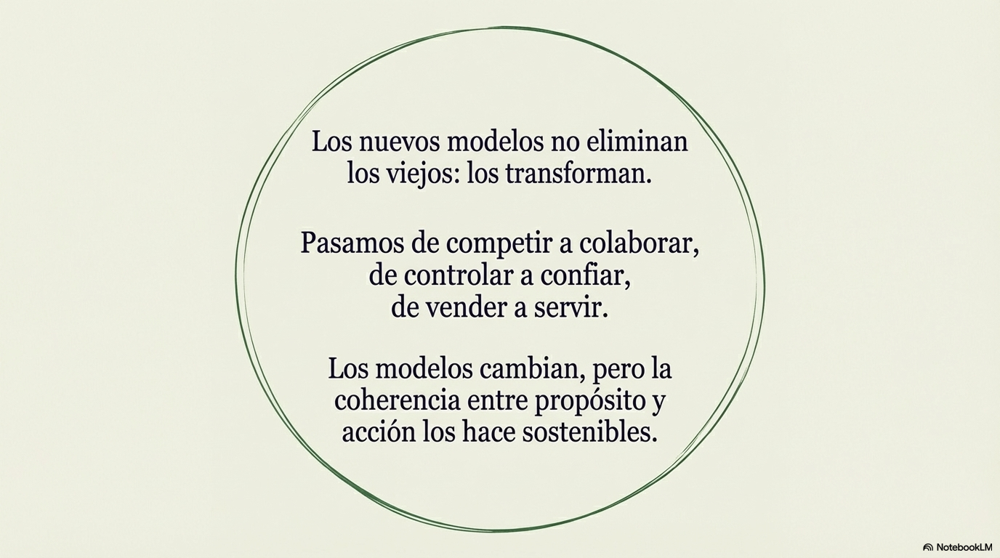 Los nuevos modelos no eliminan
los viejos: los transforman.
Pasamos de competir a colaborar,
de controlar a confiar,
de vender a servir.
Los modelos cambian, pero la
coherencia entre propósito y
acción los hace sostenibles.
NotebookLM